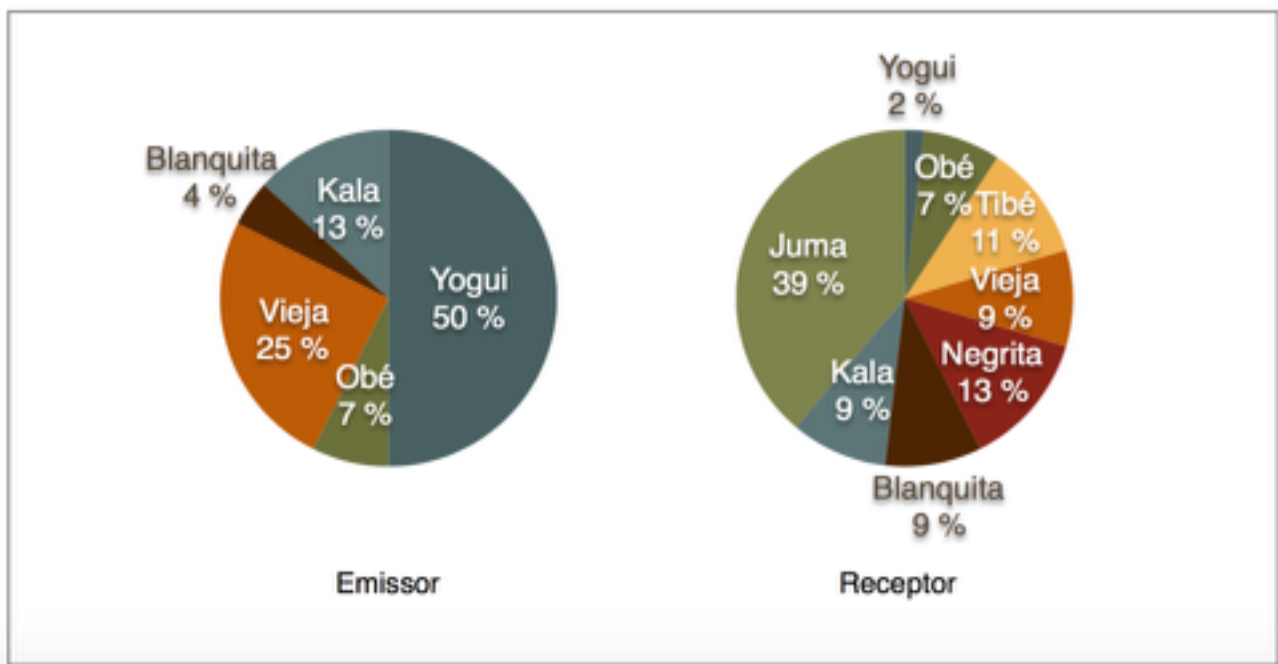 Blanquita
4 %
Kala
13 %
Yogui
50 %
Vieja
25 %
Obé
7 %
Emissor
Yogui
2 %
Obé
7 %
Tibé
11 %
Juma
39 %
Vieja
9 %
Negrita
13 %
Kala
9 %
Blanquita
9 %
Receptor